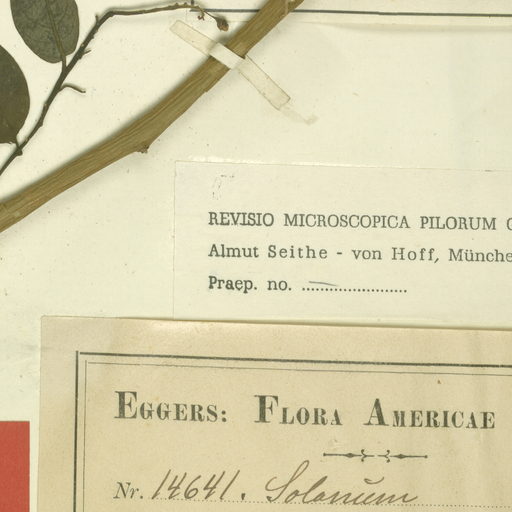 REVISIO MICROSCOPICA PILORUM
Almut Seithe - von Hoff, Münche
Praep. no. ......................
EGGERS: FLORA AMERICAE
Nr. 14641. Solanum